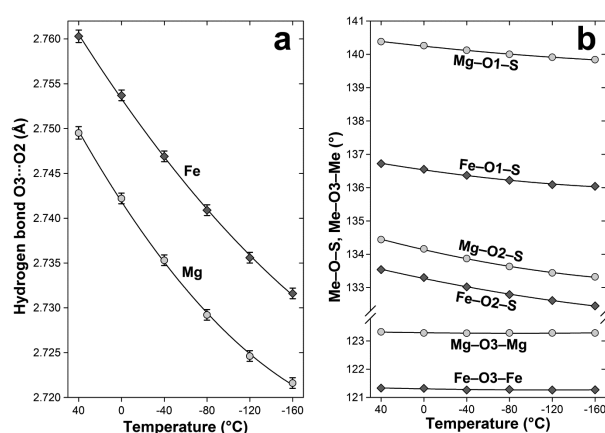 a
Hydrogen bond O3···O2 (Å)
2.760
2.755
2.750
2.745
2.740
2.735
2.730
2.725
2.720
Fe
Mg
40 0 -40 -80 -120 -160
Temperature (°C)
b
Me–O–S, Me–O3–Me (°)
141
140
139
138
137
136
135
134
133
123
122
121
Mg–O1–S
Fe–O1–S
Mg–O2–S
Fe–O2–S
Mg–O3–Mg
Fe–O3–Fe
40 0 -40 -80 -120 -160
Temperature (°C)